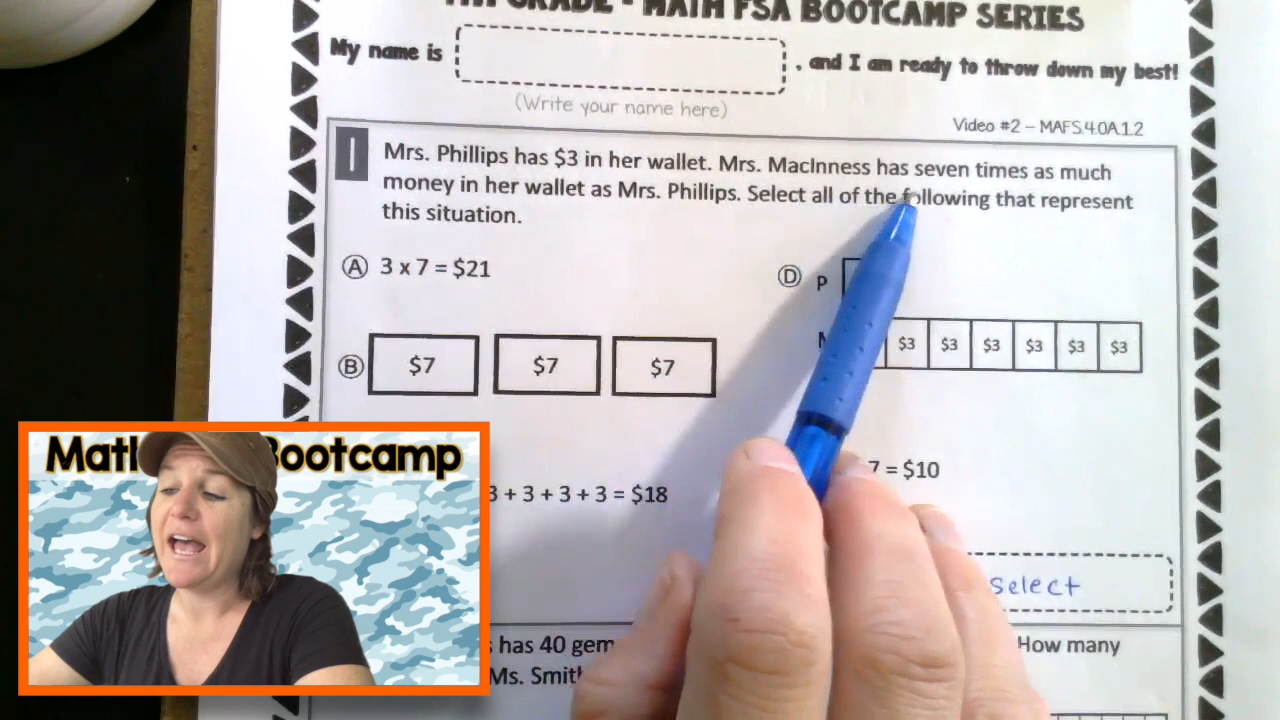 GRADE - MATH FSA BOOTCAMP SERIES
My name is , and I am ready to throw down my best!
(Write your name here)
Video #2 - MAFS.4.OA.1.2
1 Mrs. Phillips has $3 in her wallet. Mrs. MacInness has seven times as much
money in her wallet as Mrs. Phillips. Select all of the following that represent
this situation.
A 3 x 7 = $21
D P
$3 $3 $3 $3 $3 $3
B $7 $7 $7
7 = $10
3 + 3 + 3 + 3 = $18
select
has 40 How many
Ms.
Math Bootcamp